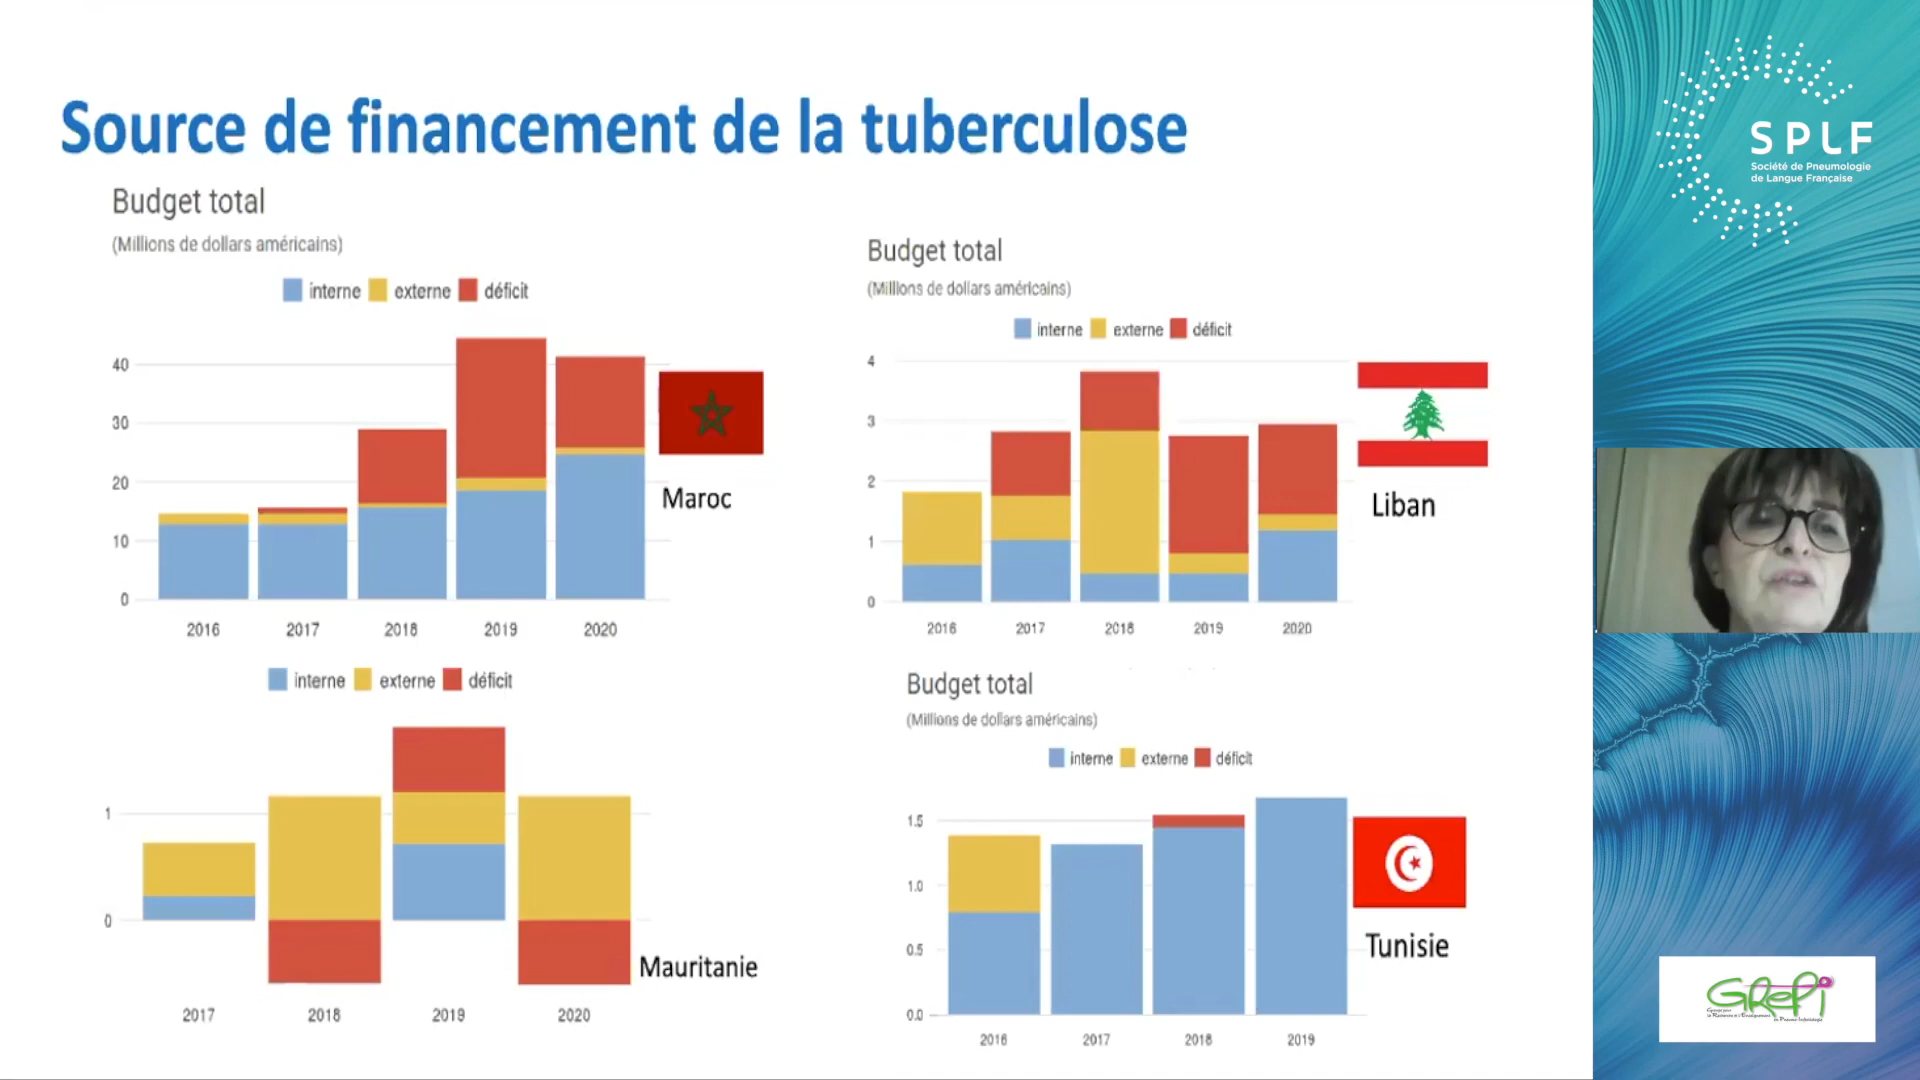 Source de financement de la tuberculose
Budget total
(Millions de dollars américains)
interne externe déficit
40
30
20
10
0
2016 2017 2018 2019 2020
Maroc
Budget total
(Millions de dollars américains)
interne externe déficit
4
3
2
1
0
2016 2017 2018 2019 2020
Liban
interne externe déficit
1
0
2017 2018 2019 2020
Mauritanie
Budget total
(Millions de dollars américains)
interne externe déficit
1.5
1.0
0.5
0.0
2016 2017 2018 2019
Tunisie
SPLF
Société de Pneumologie
de Langue Française
GREPI